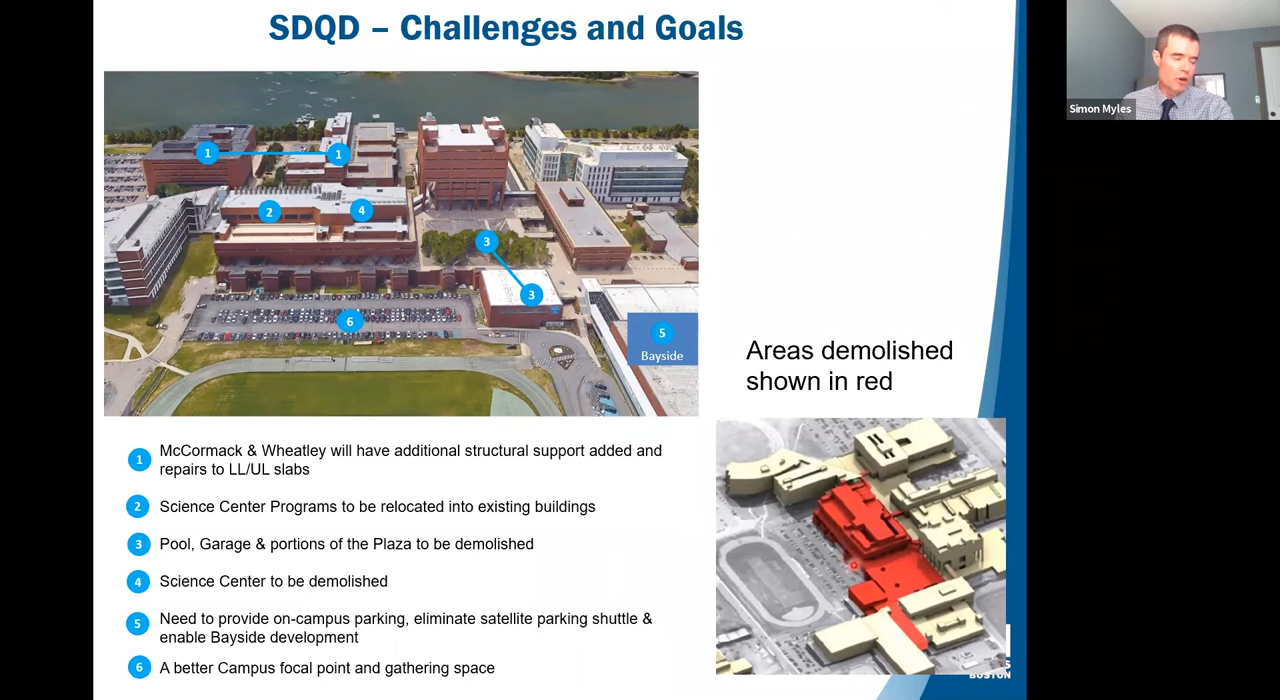 SDQD – Challenges and Goals
Simon Myles
1
1
2
4
3
3
6
5
Bayside
Areas demolished
shown in red
1 McCormack & Wheatley will have additional structural support added and
repairs to LL/UL slabs
2 Science Center Programs to be relocated into existing buildings
3 Pool, Garage & portions of the Plaza to be demolished
4 Science Center to be demolished
5 Need to provide on-campus parking, eliminate satellite parking shuttle &
enable Bayside development
6 A better Campus focal point and gathering space
BOSTON